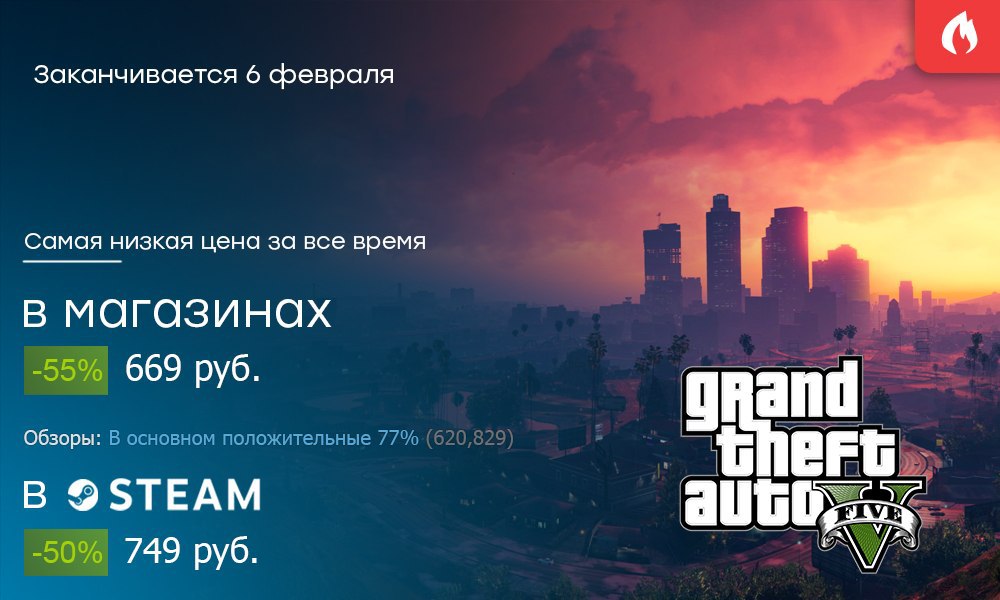 Заканчивается 6 февраля
Самая низкая цена за все время
в магазинах
-55% 669 руб.
Обзоры: В основном положительные 77% (620,829)
в STEAM
-50% 749 руб.
grand
theft
auto V
FIVE